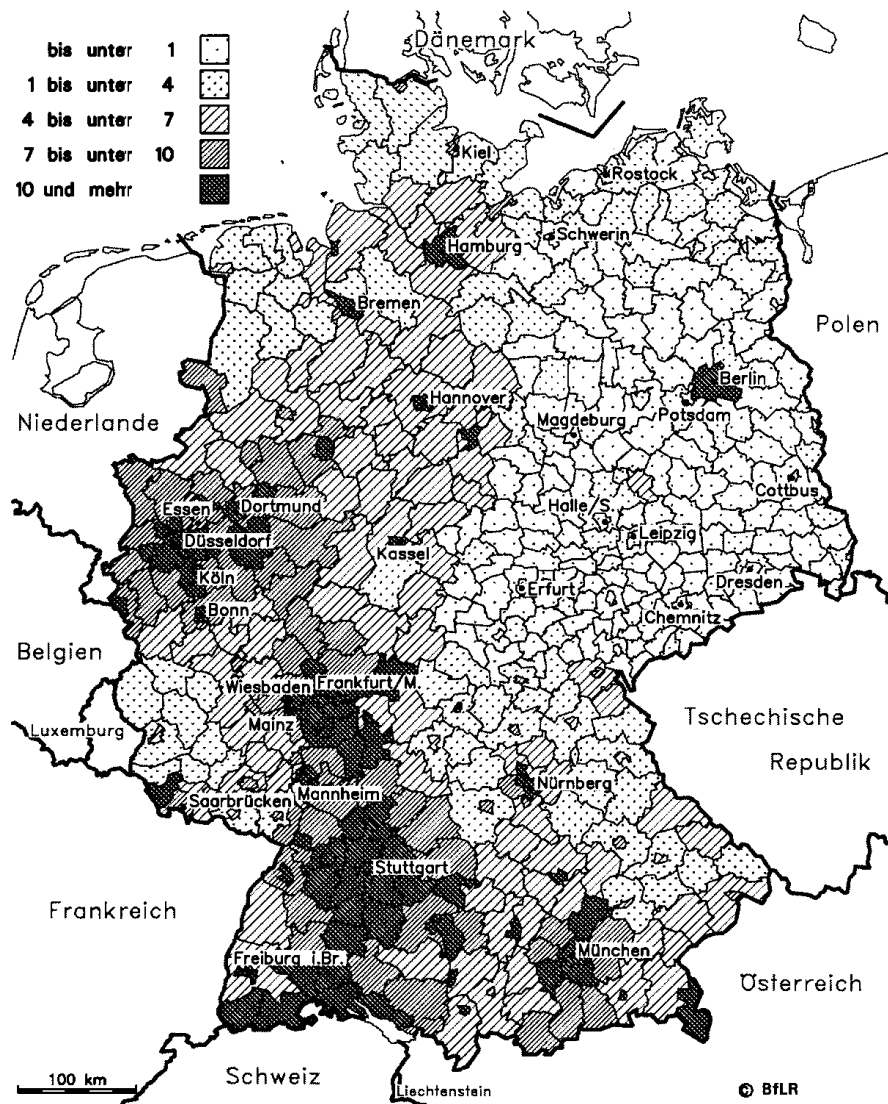 bis unter 1
1 bis unter 4
4 bis unter 7
7 bis unter 10
10 und mehr
Dänemark
Kiel
Rostock
Hamburg
Schwerin
Bremen
Polen
Berlin
Hannover
Niederlande
Magdeburg
Potsdam
Cottbus
Essen
Dortmund
Halle/S.
Düsseldorf
Kassel
Leipzig
Köln
Erfurt
Dresden
Bonn
Chemnitz
Belgien
Wiesbaden
Frankfurt/M.
Luxemburg
Mainz
Tschechische
Republik
Nürnberg
Saarbrücken
Mannheim
Stuttgart
Frankreich
Freiburg i.Br.
München
Österreich
100 km
Schweiz
Liechtenstein
© BfLR